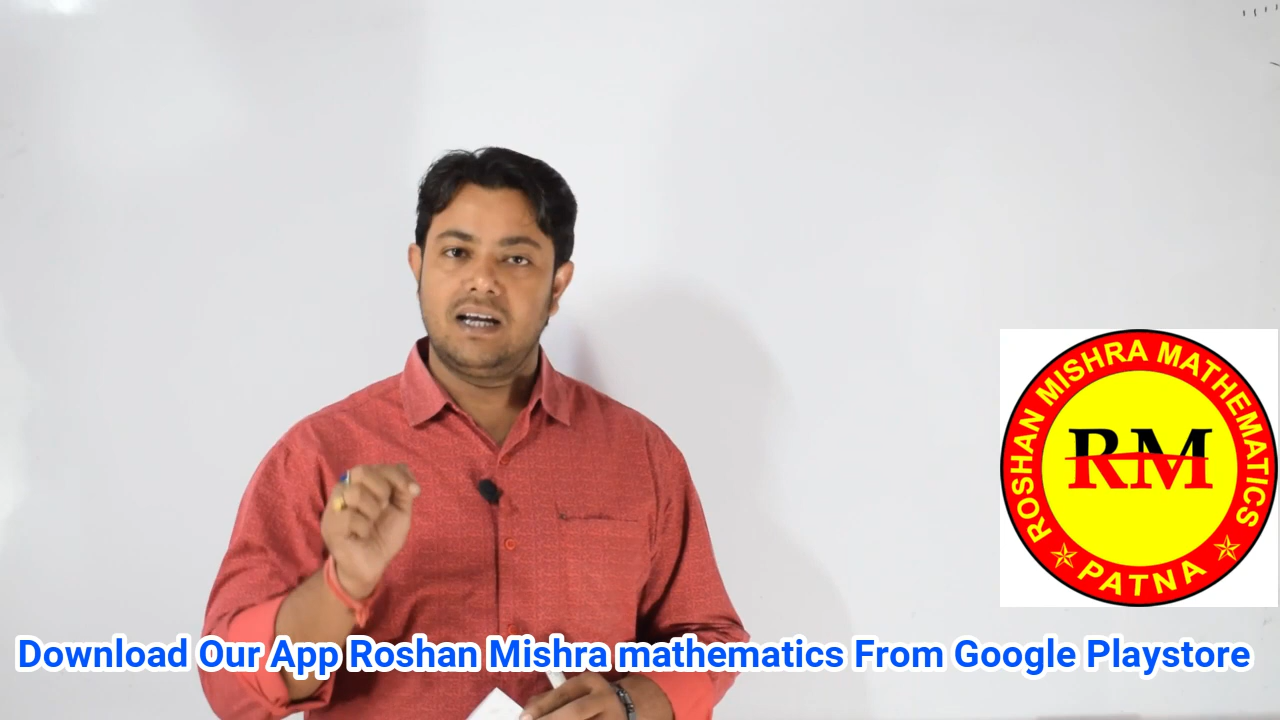 ROSHAN MISHRA MATHEMATICS
RM
PATNA
Download Our App Roshan Mishra mathematics From Google Playstore